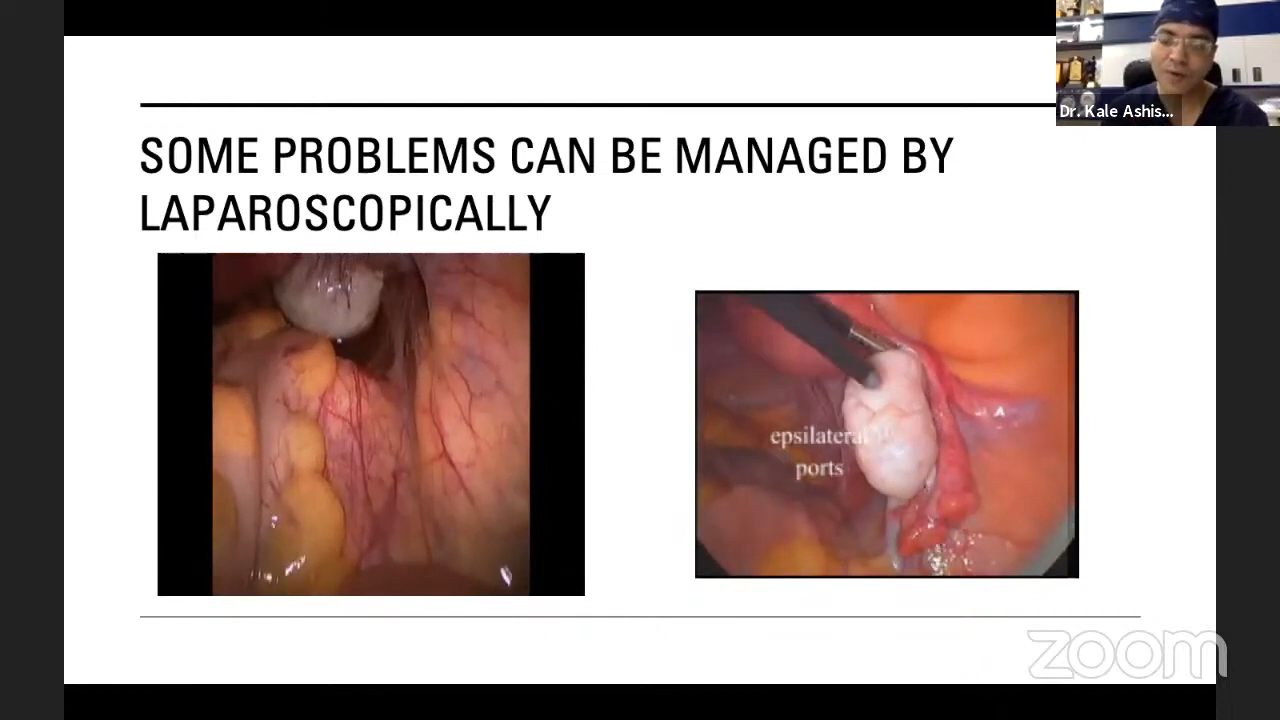 Dr. Kale Ashis...
SOME PROBLEMS CAN BE MANAGED BY
LAPAROSCOPICALLY
epsilateral
ports
zoom